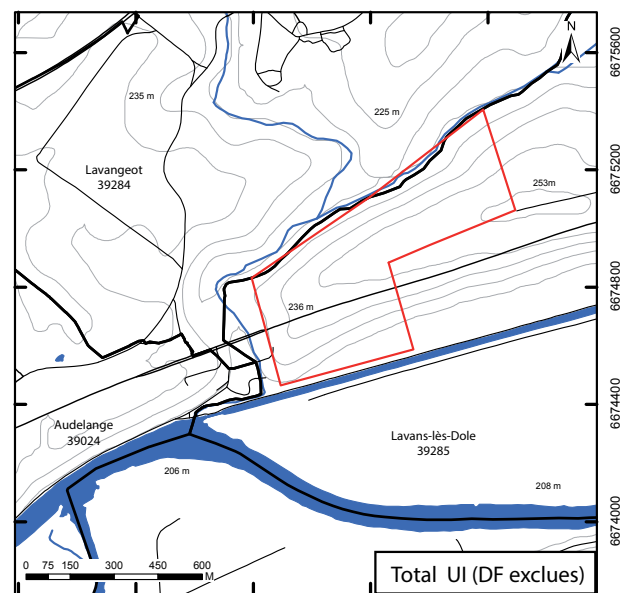 N
6675600
235 m
225 m
Lavangeot
39284
6675200
253m
6674800
236 m
6674400
Audelange
39024
Lavans-lès-Dole
39285
206 m
208 m
6674000
0 75 150 300 450 600
M
Total UI (DF exclues)